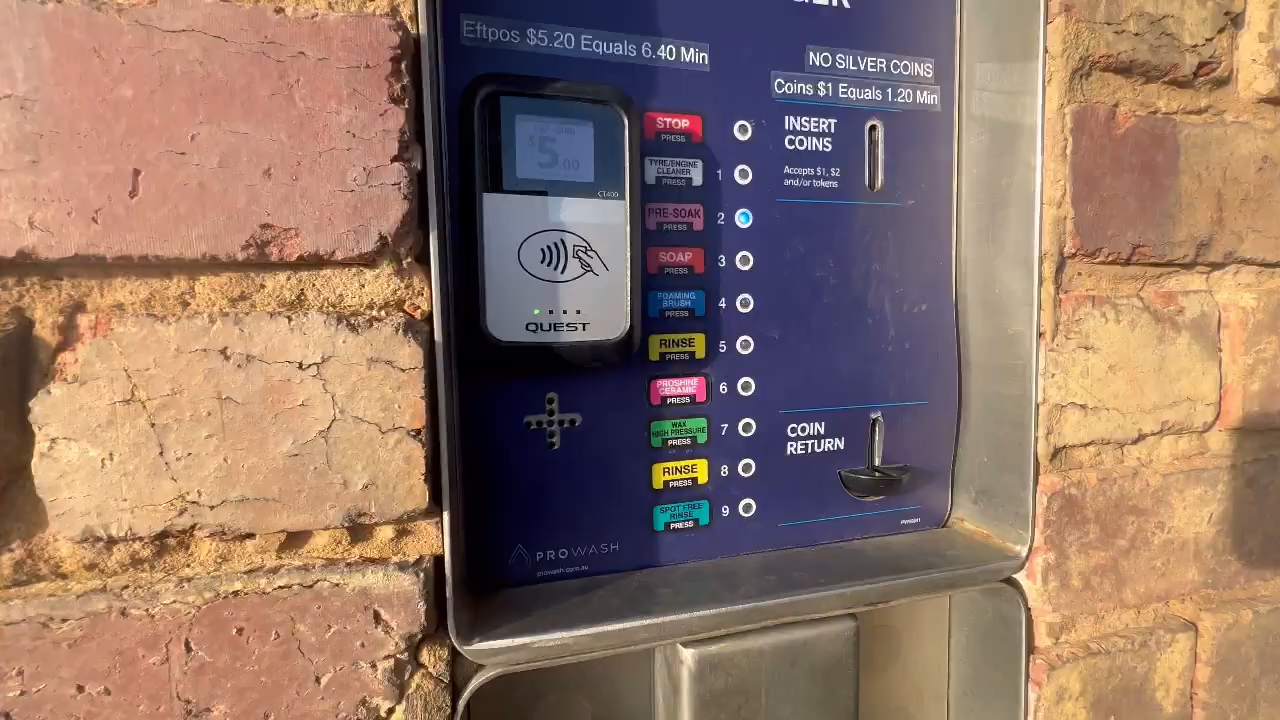 Eftpos $5.20 Equals 6.40 Min
NO SILVER COINS
Coins $1 Equals 1.20 Min
$5.00
CT400
QUEST
STOP
PRESS
TYRE/ENGINE
CLEANER
PRESS
1
PRE-SOAK
PRESS
2
SOAP
PRESS
3
FOAMING
BRUSH
PRESS
4
RINSE
PRESS
5
PROSHINE
CERAMIC
PRESS
6
WAX
HIGH PRESSURE
PRESS
7
RINSE
PRESS
8
SPOT FREE
RINSE
PRESS
9
INSERT
COINS
Accepts $1, $2
and/or tokens
COIN
RETURN
PROWASH
prowash.com.au